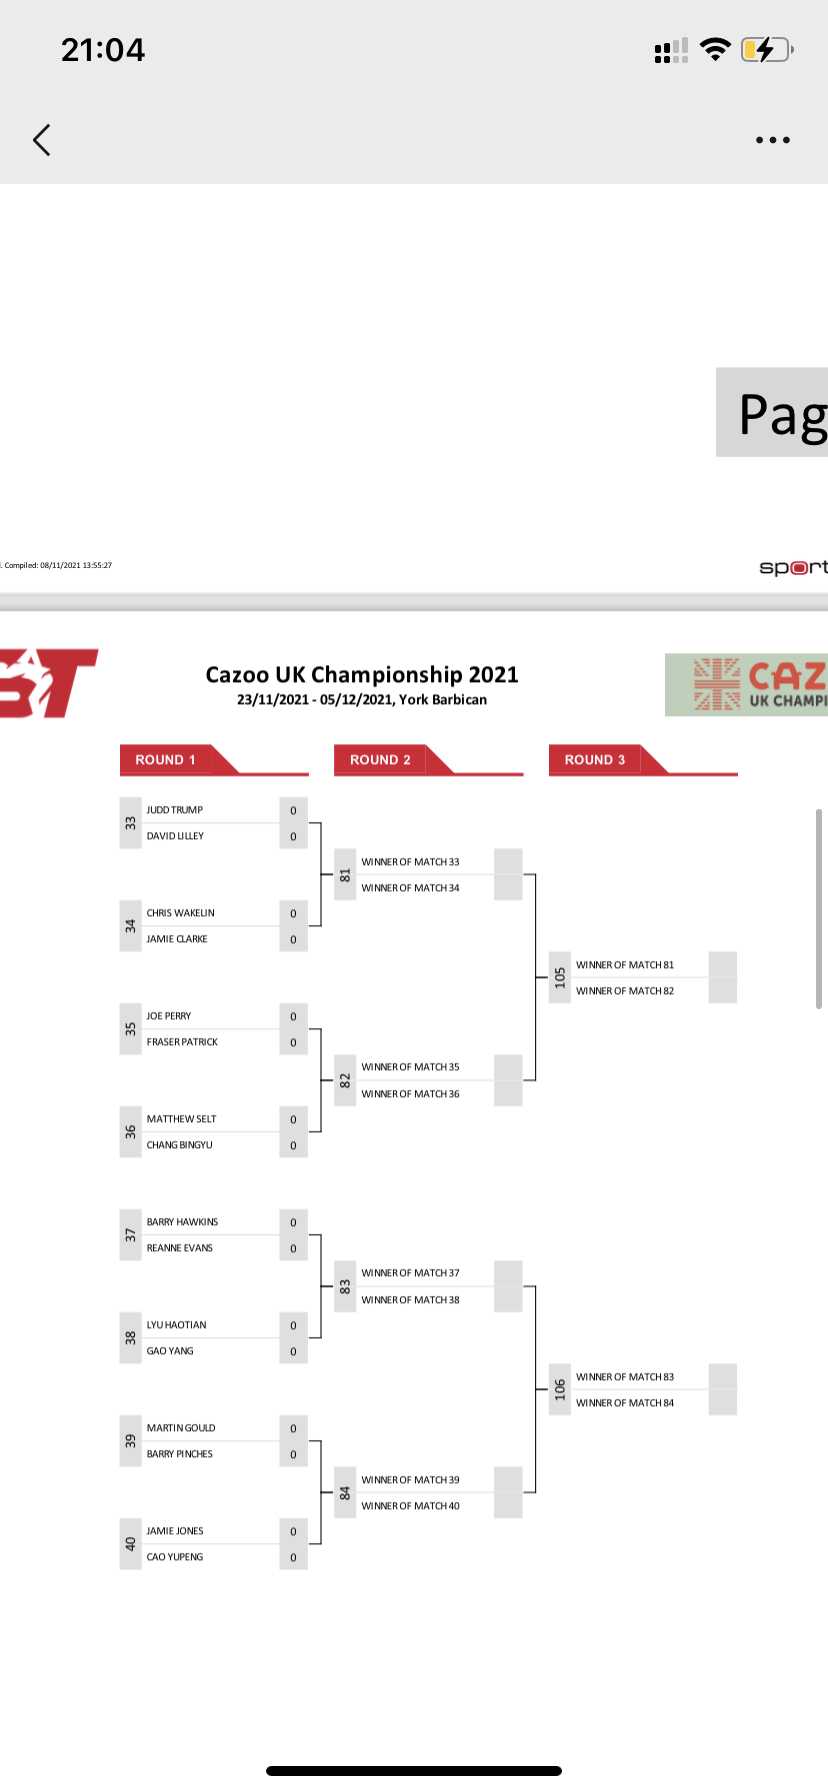 21:04
Pag
. Compiled: 08/11/2021 13:55:27
sport
ST
Cazoo UK Championship 2021
23/11/2021 - 05/12/2021, York Barbican
CAZ
UK CHAMPI
ROUND 1
ROUND 2
ROUND 3
33
JUDD TRUMP 0
DAVID LILLEY 0
81
WINNER OF MATCH 33
WINNER OF MATCH 34
34
CHRIS WAKELIN 0
JAMIE CLARKE 0
105
WINNER OF MATCH 81
WINNER OF MATCH 82
35
JOE PERRY 0
FRASER PATRICK 0
82
WINNER OF MATCH 35
WINNER OF MATCH 36
36
MATTHEW SELT 0
CHANG BINGYU 0
37
BARRY HAWKINS 0
REANNE EVANS 0
83
WINNER OF MATCH 37
WINNER OF MATCH 38
38
LYU HAOTIAN 0
GAO YANG 0
106
WINNER OF MATCH 83
WINNER OF MATCH 84
39
MARTIN GOULD 0
BARRY PINCHES 0
84
WINNER OF MATCH 39
WINNER OF MATCH 40
40
JAMIE JONES 0
CAO YUPENG 0